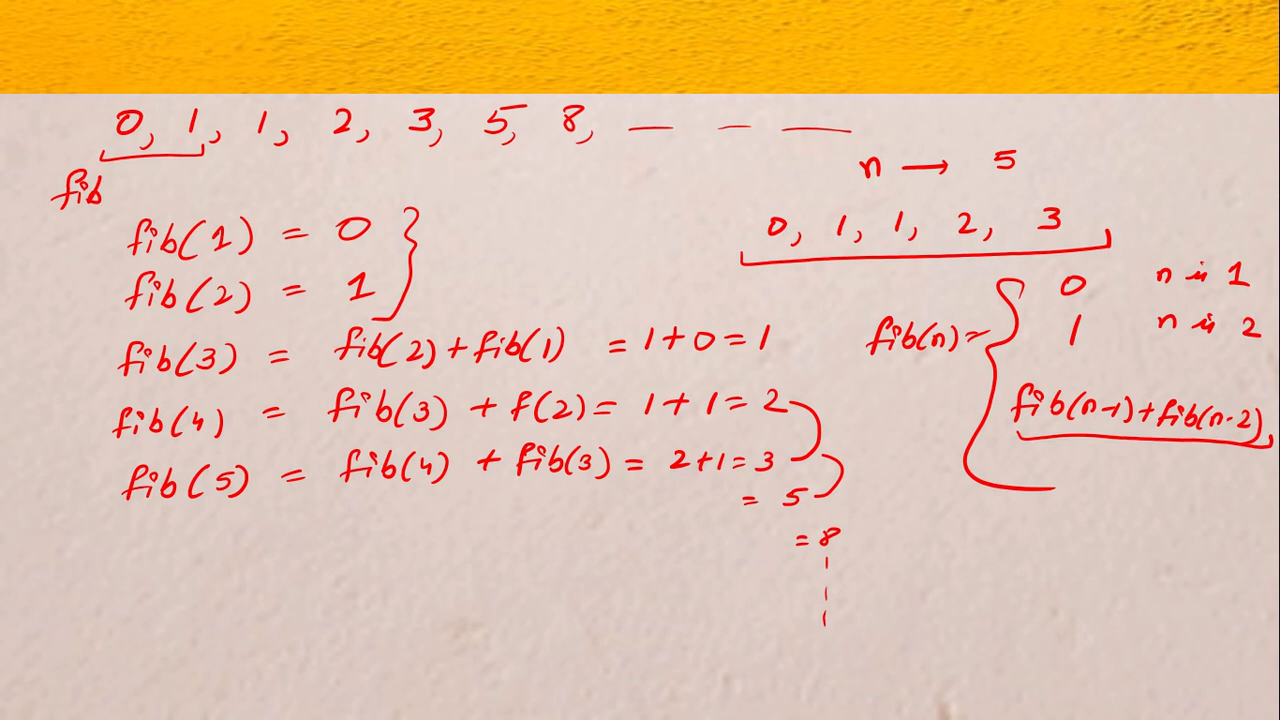 0, 1, 1, 2, 3, 5, 8, — — —
fib
fib(1) = 0
fib(2) = 1
fib(3) = fib(2)+fib(1) = 1+0=1
fib(4) = fib(3) + f(2) = 1+1=2
fib(5) = fib(4) + fib(3) = 2+1=3
= 5
= 8
n → 5
0, 1, 1, 2, 3
fib(n) =
0 n is 1
1 n is 2
fib(n-1)+fib(n-2)